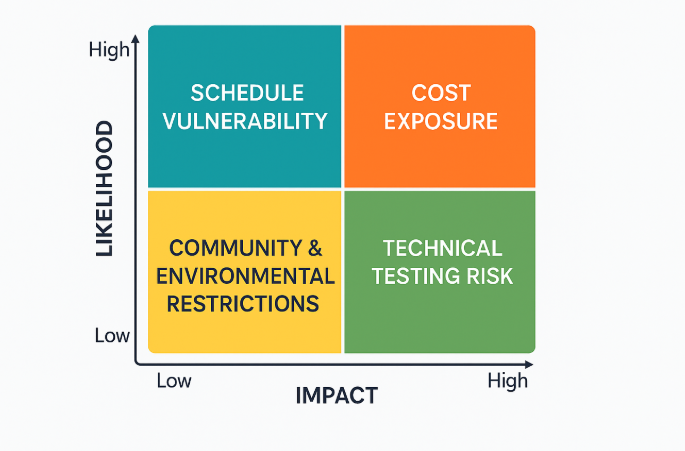 High
LIKELIHOOD
Low
SCHEDULE
VULNERABILITY
COST
EXPOSURE
COMMUNITY &
ENVIRONMENTAL
RESTRICTIONS
TECHNICAL
TESTING RISK
Low
High
IMPACT